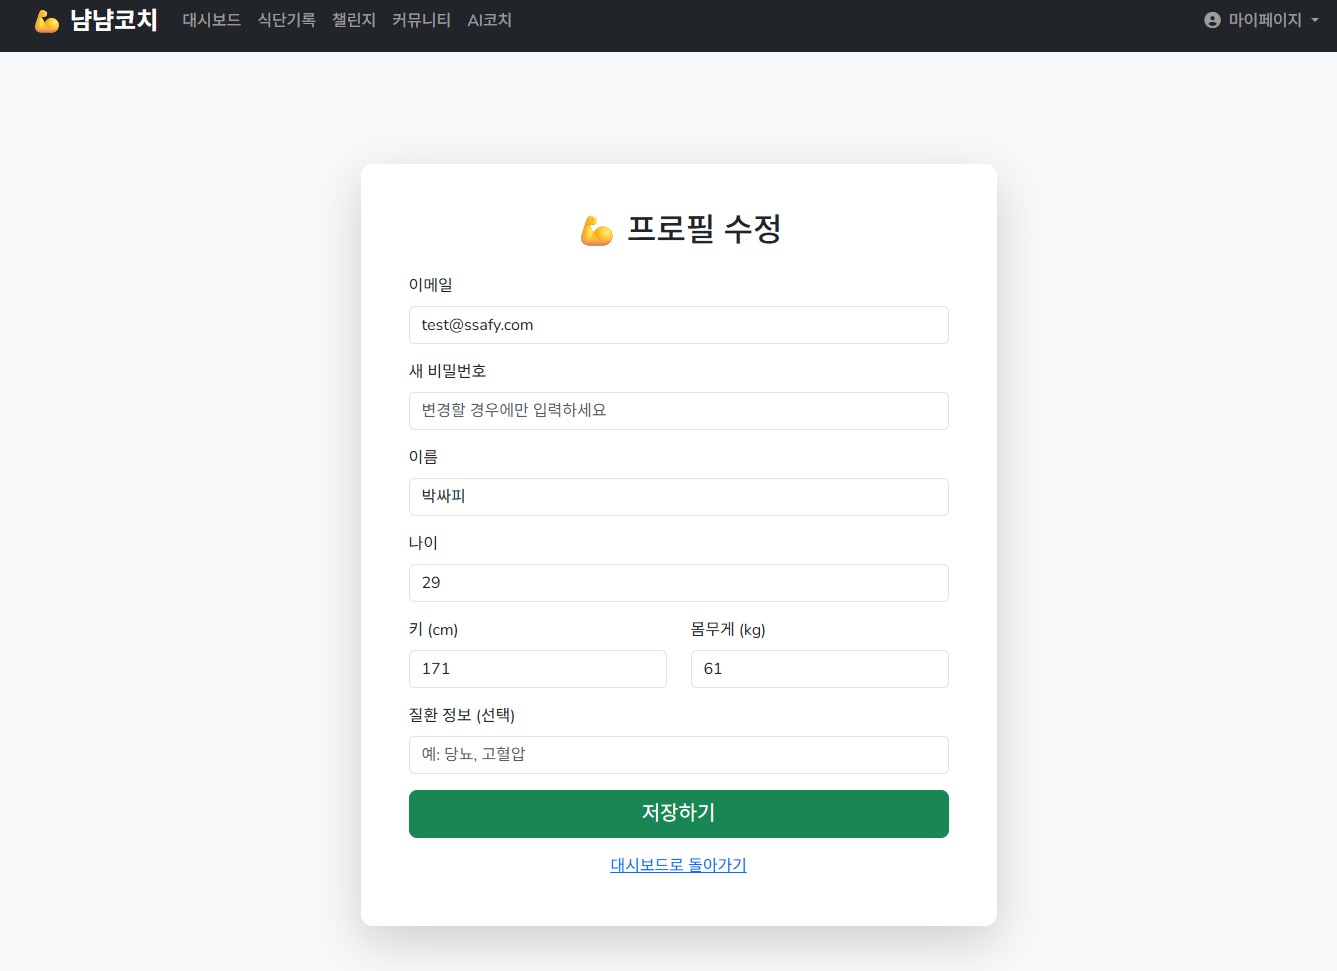 냠냠코치 대시보드 식단기록 챌린지 커뮤니티 AI코치 마이페이지
프로필 수정
이메일
test@ssafy.com
새 비밀번호
변경할 경우에만 입력하세요
이름
박싸피
나이
29
키 (cm) 몸무게 (kg)
171 61
질환 정보 (선택)
예: 당뇨, 고혈압
저장하기
대시보드로 돌아가기